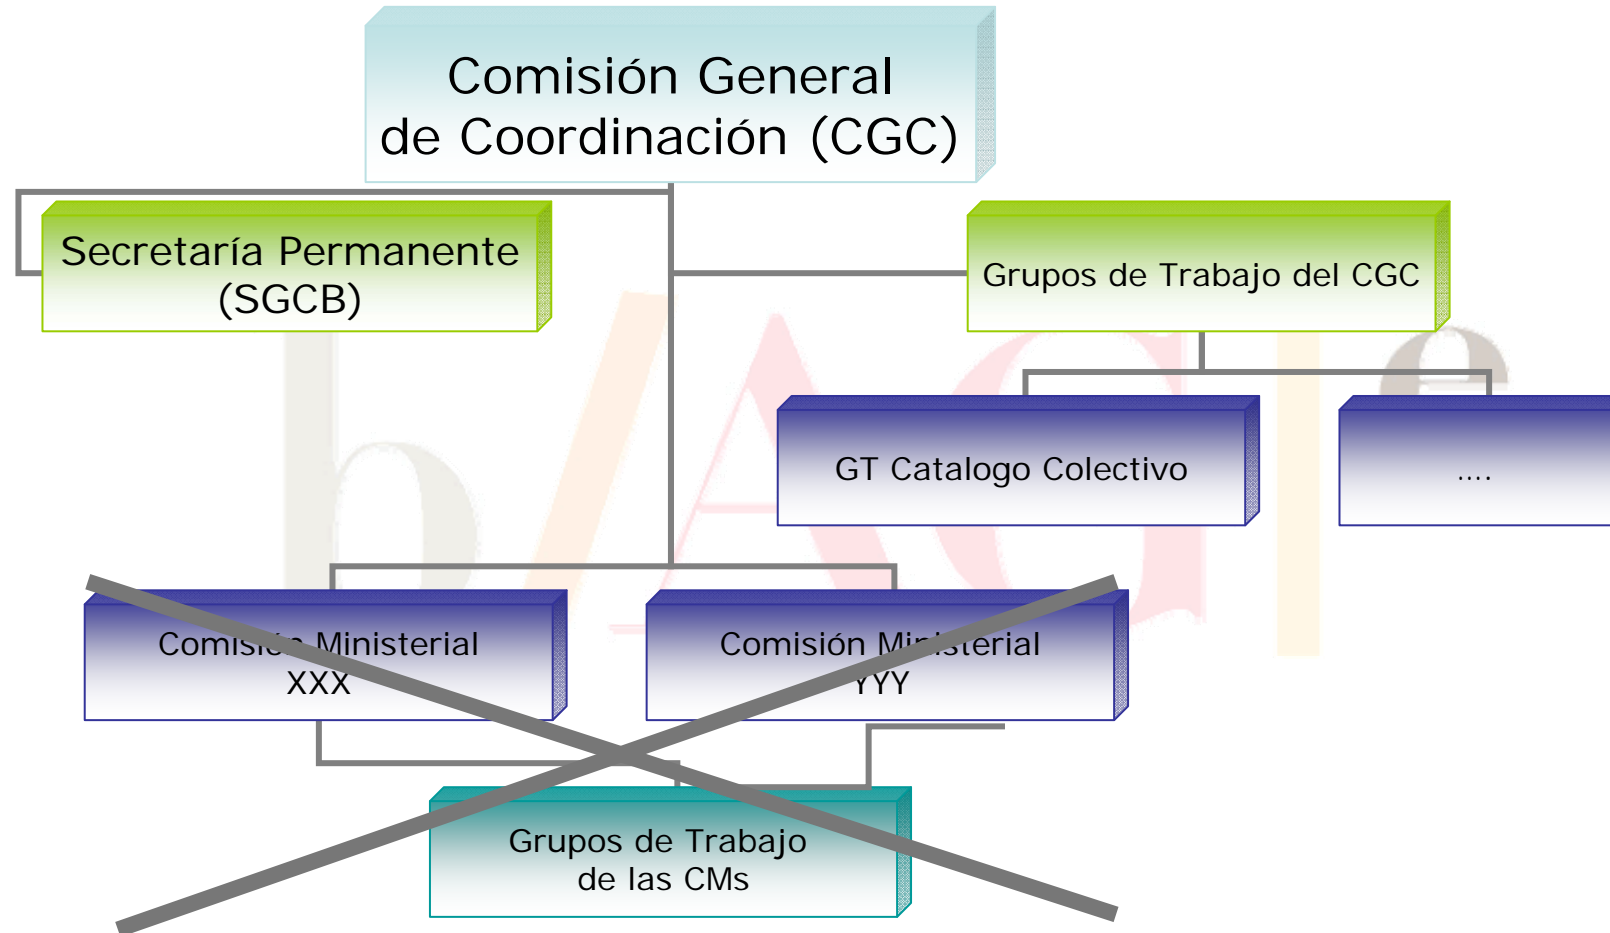 Comisión General
de Coordinación (CGC)
Secretaría Permanente
(SGCB)
Grupos de Trabajo del CGC
GT Catalogo Colectivo
....
Comisión Ministerial
XXX
Comisión Ministerial
YYY
Grupos de Trabajo
de las CMs
b/AGe